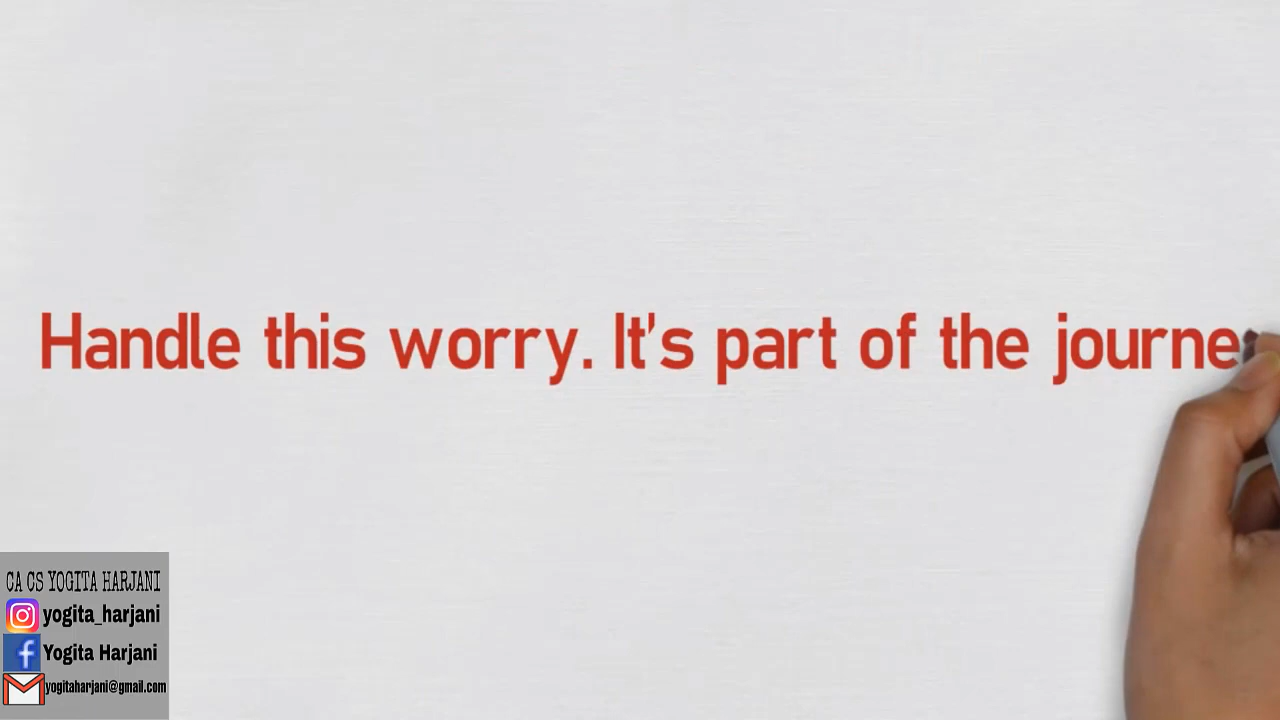 Handle this worry. It's part of the journe
CA CS YOGITA HARJANI
yogita_harjani
Yogita Harjani
yogitaharjani@gmail.com